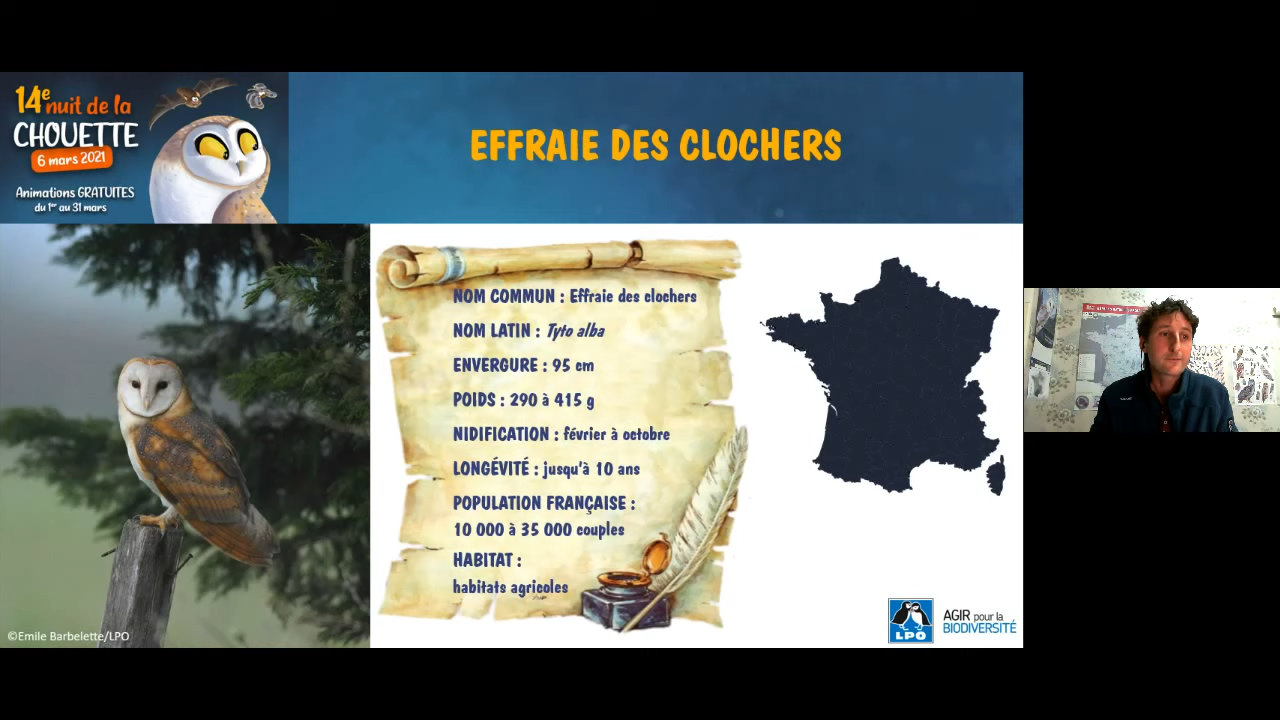 14e nuit de la
CHOUETTE
6 mars 2021
Animations GRATUITES
du 1er au 31 mars
EFFRAIE DES CLOCHERS
NOM COMMUN : Effraie des clochers
NOM LATIN : Tyto alba
ENVERGURE : 95 cm
POIDS : 290 à 415 g
NIDIFICATION : février à octobre
LONGÉVITÉ : jusqu'à 10 ans
POPULATION FRANÇAISE :
10 000 à 35 000 couples
HABITAT :
habitats agricoles
©Emile Barbelette/LPO
LPO
AGIR pour la
BIODIVERSITÉ